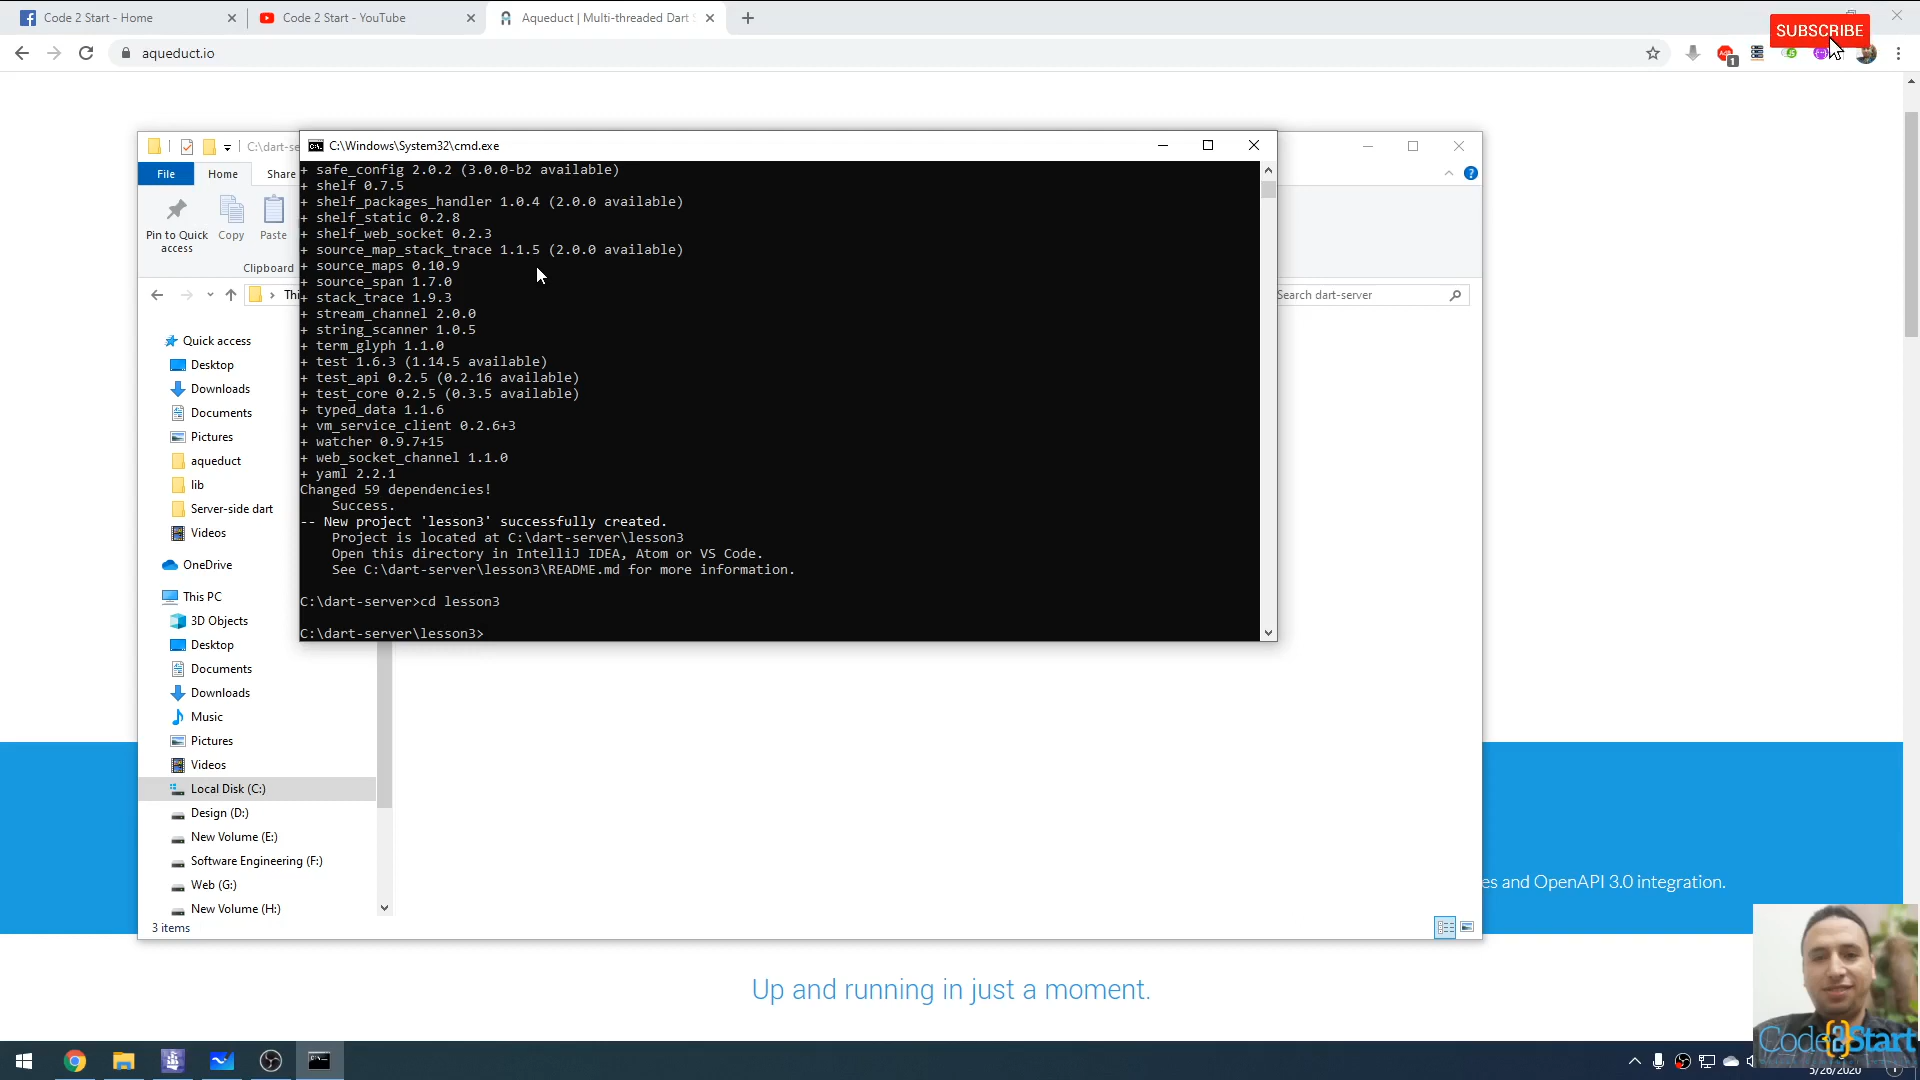 Code 2 Start - Home
Code 2 Start - YouTube
Aqueduct | Multi-threaded Dart
SUBSCRIBE
aqueduct.io
1
C:\dart-se
C:\Windows\System32\cmd.exe
File
Home
Share
Pin to Quick
access
Copy
Paste
Clipboard
Thi
Search dart-server
+ safe_config 2.0.2 (3.0.0-b2 available)
+ shelf 0.7.5
+ shelf_packages_handler 1.0.4 (2.0.0 available)
+ shelf_static 0.2.8
+ shelf_web_socket 0.2.3
+ source_map_stack_trace 1.1.5 (2.0.0 available)
+ source_maps 0.10.9
+ source_span 1.7.0
+ stack_trace 1.9.3
+ stream_channel 2.0.0
+ string_scanner 1.0.5
+ term_glyph 1.1.0
+ test 1.6.3 (1.14.5 available)
+ test_api 0.2.5 (0.2.16 available)
+ test_core 0.2.5 (0.3.5 available)
+ typed_data 1.1.6
+ vm_service_client 0.2.6+3
+ watcher 0.9.7+15
+ web_socket_channel 1.1.0
+ yaml 2.2.1
Changed 59 dependencies!
Success.
-- New project 'lesson3' successfully created.
Project is located at C:\dart-server\lesson3
Open this directory in IntelliJ IDEA, Atom or VS Code.
See C:\dart-server\lesson3\README.md for more information.
C:\dart-server>cd lesson3
C:\dart-server\lesson3>
Quick access
Desktop
Downloads
Documents
Pictures
aqueduct
lib
Server-side dart
Videos
OneDrive
This PC
3D Objects
Desktop
Documents
Downloads
Music
Pictures
Videos
Local Disk (C:)
Design (D:)
New Volume (E:)
Software Engineering (F:)
Web (G:)
New Volume (H:)
3 items
es and OpenAPI 3.0 integration.
Up and running in just a moment.
Code{2}Start
5/26/2020